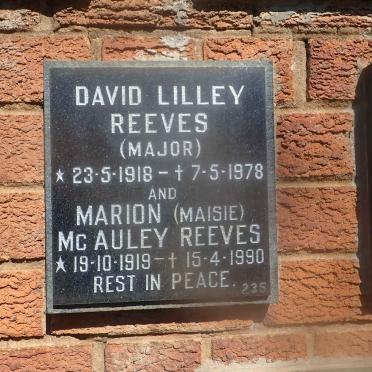 DAVID LILLEY
REEVES
(MAJOR)
* 23-5-1918 - † 7-5-1978
AND
MARION (MAISIE)
Mc AULEY REEVES
* 19-10-1919 - † 15-4-1990
REST IN PEACE. 235